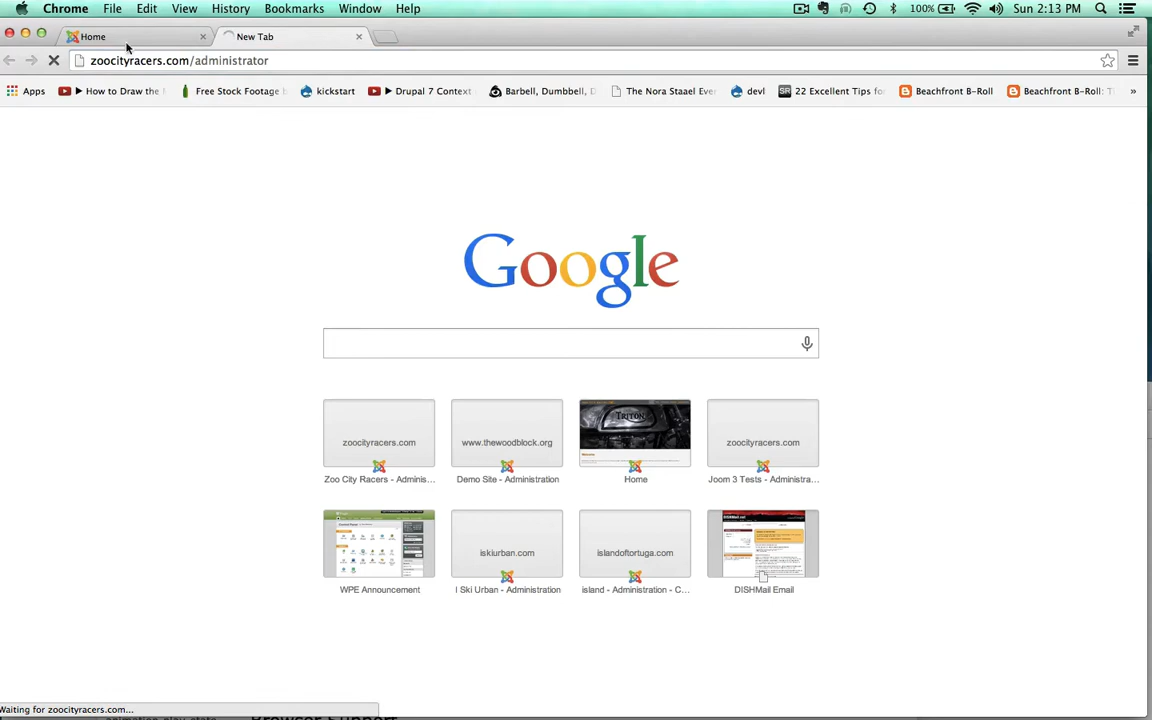 Chrome File Edit View History Bookmarks Window Help 100% Sun 2:13 PM
Home New Tab
zoocityracers.com/administrator
Apps How to Draw the Free Stock Footage kickstart Drupal 7 Context Barbell, Dumbbell, D The Nora Staael Eve devl SR 22 Excellent Tips fo Beachfront B-Roll Beachfront B-Roll: T »
Google
zoocityracers.com www.thewoodblock.org TRITON zoocityracers.com
Zoo City Racers - Adminis... Demo Site - Administration Home Joom 3 Tests - Administra...
iskiurban.com islandoftortuga.com
WPE Announcement I Ski Urban - Administration island - Administration - C... DISHMail Email
Waiting for zoocityracers.com...
Browser Support